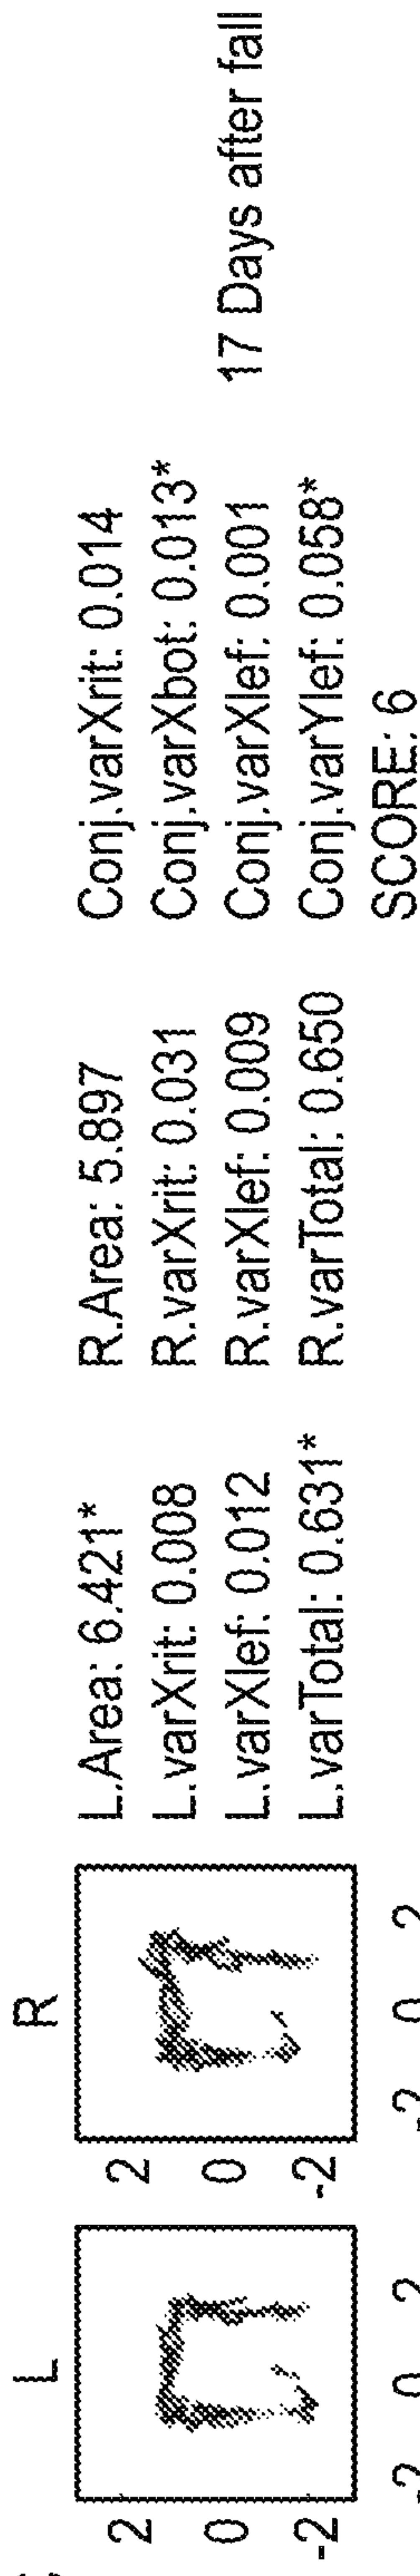 L
R
2
0
-2
-2 0 2
2
0
-2
-2 0 2
L.Area: 6.421*
L.varXrit: 0.008
L.varXlef: 0.012
L.varTotal: 0.631*
R.Area: 5.897
R.varXrit: 0.031
R.varXlef: 0.009
R.varTotal: 0.650
Conj.varXrit: 0.014
Conj.varXbot: 0.013*
Conj.varXlef: 0.001
Conj.varYlef: 0.058*
SCORE: 6
17 Days after fall